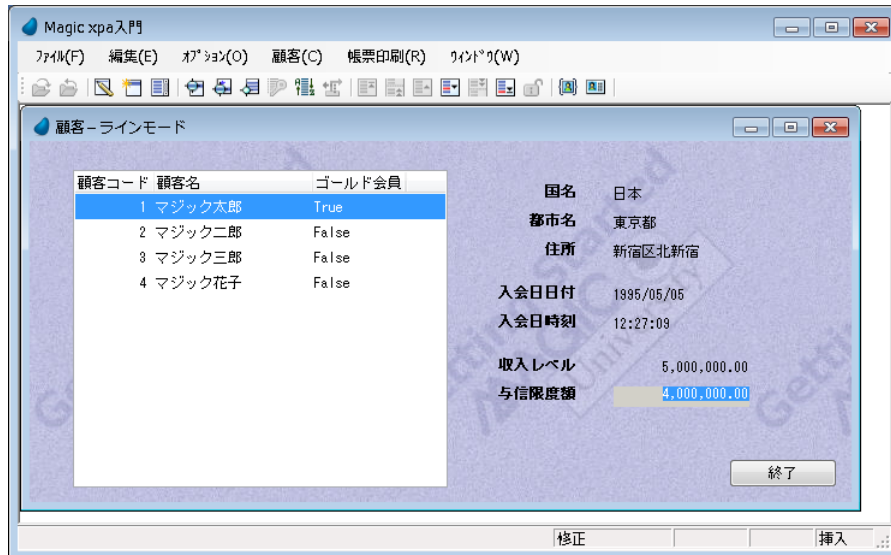 Magic xpa入門
ﾌｧｲﾙ(F) 編集(E) ｵﾌﾟｼｮﾝ(O) 顧客(C) 帳票印刷(R) ｳｨﾝﾄﾞｳ(W)
顧客－ラインモード
顧客コード 顧客名 ゴールド会員
1 マジック太郎 True
2 マジック二郎 False
3 マジック三郎 False
4 マジック花子 False
国名 日本
都市名 東京都
住所 新宿区北新宿
入会日日付 1995/05/05
入会日時刻 12:27:09
収入レベル 5,000,000.00
与信限度額 4,000,000.00
終了
修正 挿入